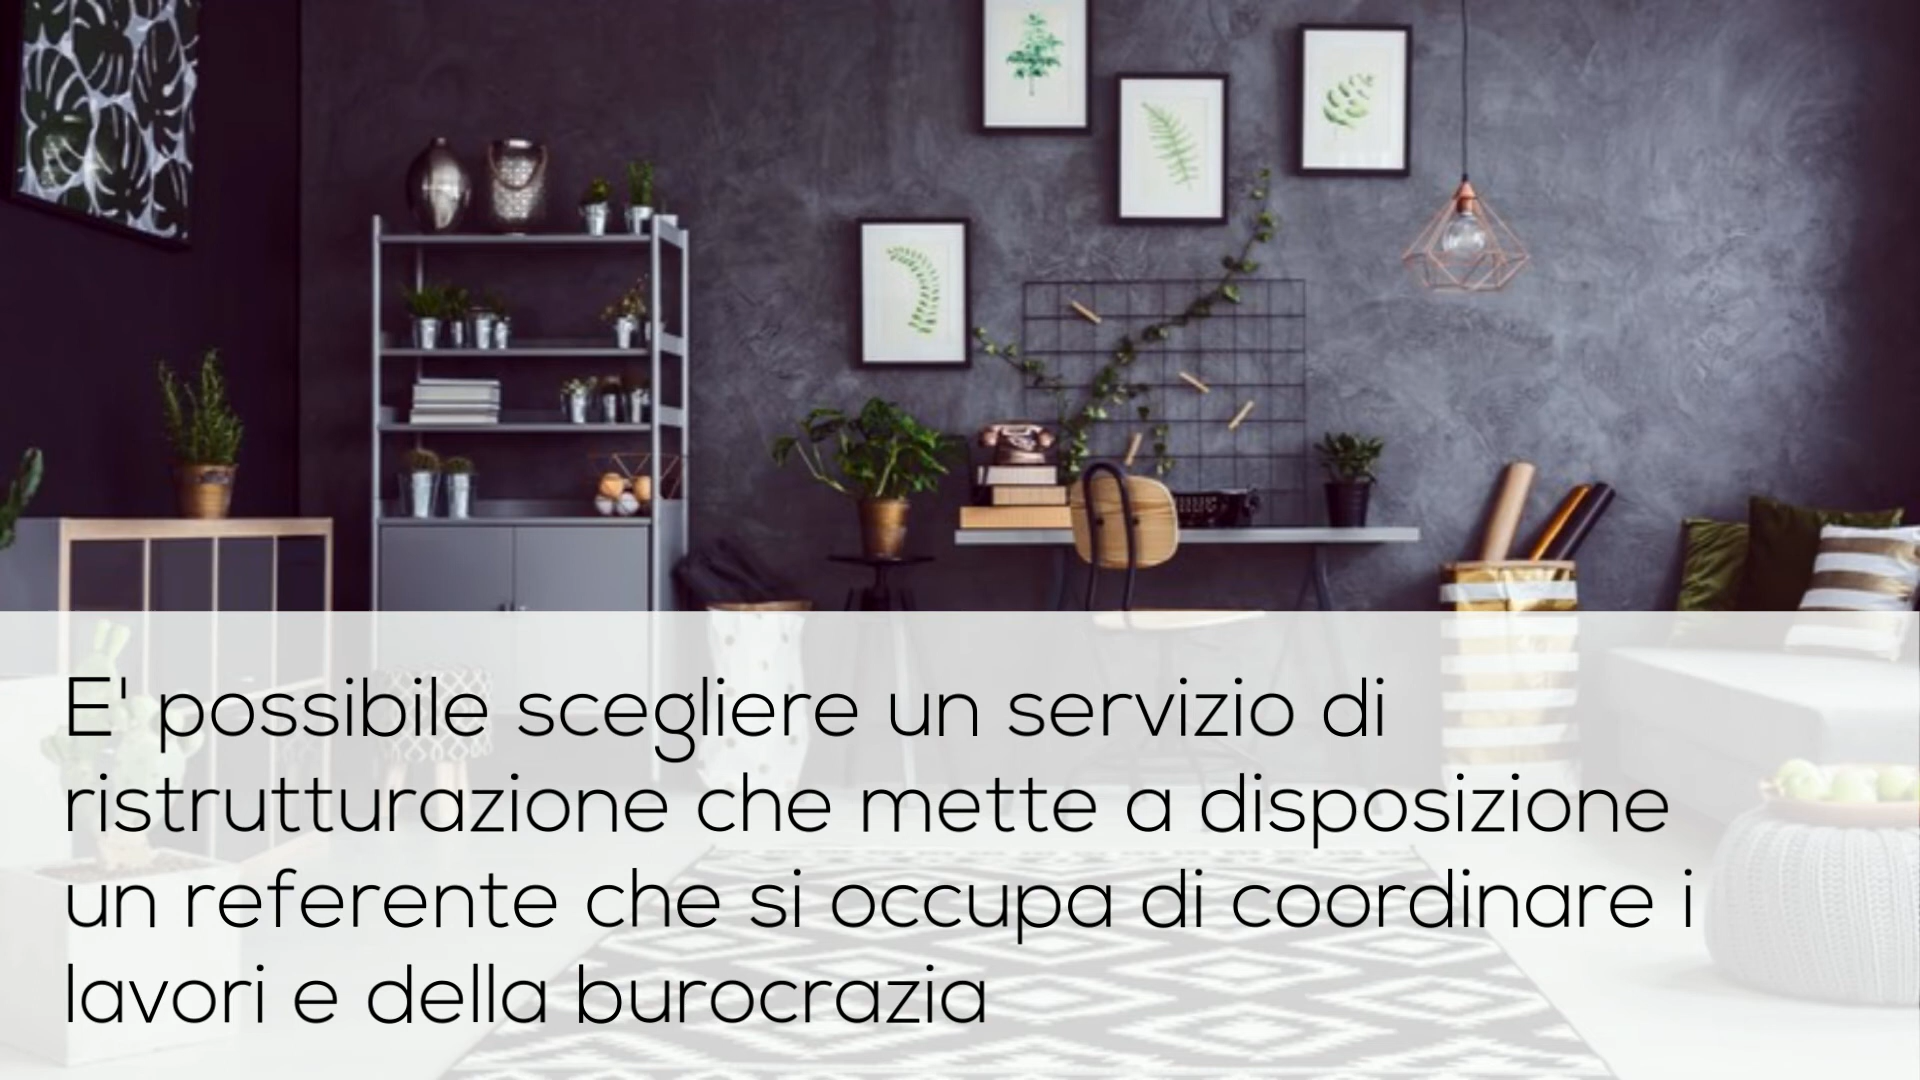 E' possibile scegliere un servizio di
ristrutturazione che mette a disposizione
un referente che si occupa di coordinare i
lavori e della burocrazia